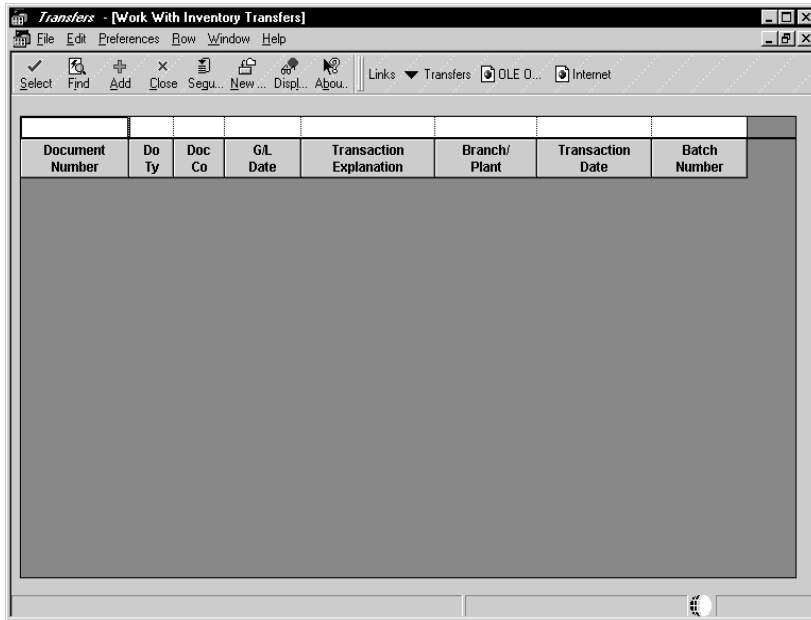 Transfers - [Work With Inventory Transfers]
File Edit Preferences Row Window Help
Select Find Add Close Sequ... New ... Displ... Abou.. Links Transfers OLE O... Internet
Document Number Do Ty Doc Co G/L Date Transaction Explanation Branch/ Plant Transaction Date Batch Number